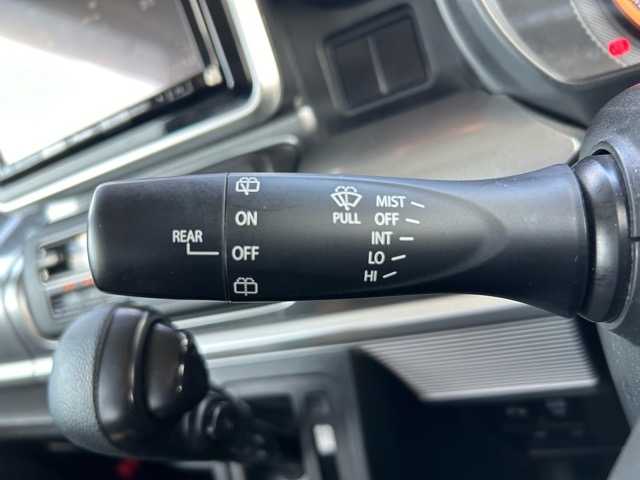 ON
REAR
OFF
PULL
MIST
OFF
INT
LO
HI